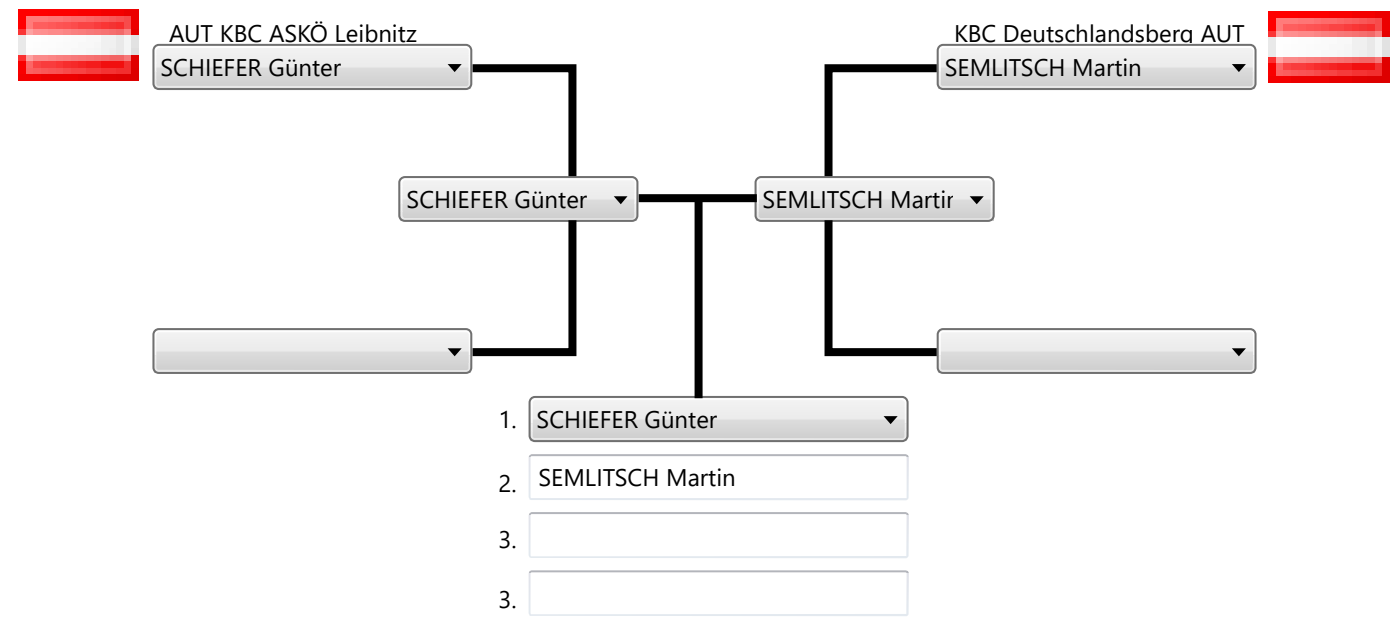 AUT KBC ASKÖ Leibnitz
KBC Deutschlandsberg AUT
SCHIEFER Günter
SEMLITSCH Martin
SCHIEFER Günter
SEMLITSCH Martin
1. SCHIEFER Günter
2. SEMLITSCH Martin
3.
3.